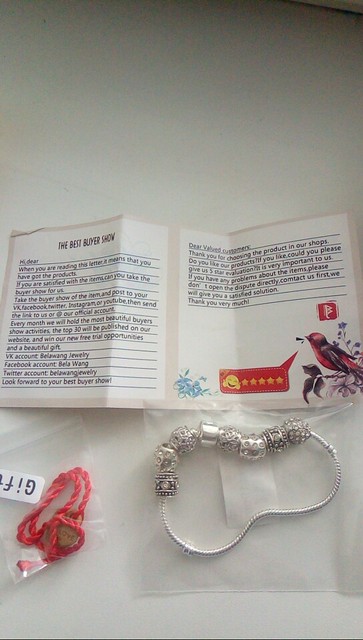 THE BEST BUYER SHOW
Hi,dear
When you are reading this letter,it means that you
have got the products.
If you are satisfied with the items,can you take the
buyer show for us.
Take the buyer show of the item,and post to your
VK,facebook,twitter, Instagram,or youtube,then send
the link to us or @ our official account.
Every month we will hold the most beautiful buyers
show activities, the top 30 will be published on our
website, and win our new free trial opportunities
and a beautiful gift.
VK account: Belawang Jewelry
Facebook account: Bela Wang
Twitter account: belawangjewelry
Look forward to your best buyer show!
Dear Valued customers:
Thank you for choosing the product in our shops.
Do you like our products?If you like,could you please
give us 5 star evaluation?It is very important to us.
If you have any problems about the items,please
don't open the dispute directly,comtact us first,we
will give you a satisfied solution.
Thank you very much!
Gift